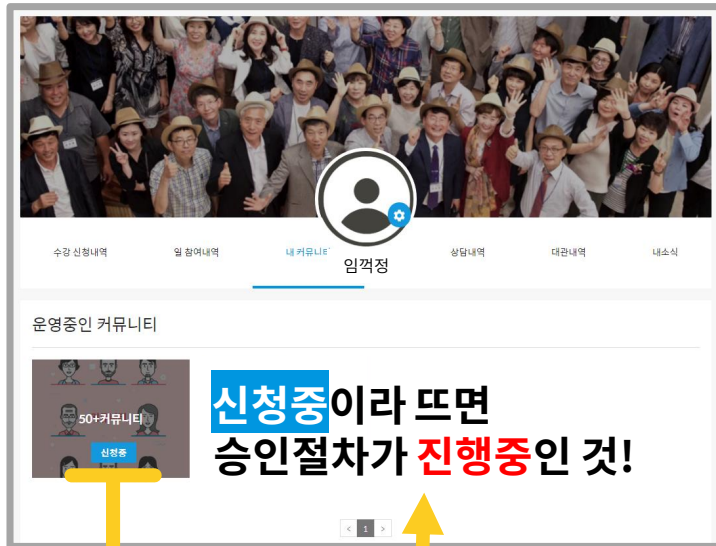 수강 신청내역
일 참여내역
내 커뮤니티
임꺽정
상담내역
대관내역
내소식
운영중인 커뮤니티
50+커뮤니티
신청중
신청중이라 뜨면
승인절차가 진행중인 것!
< 1 >